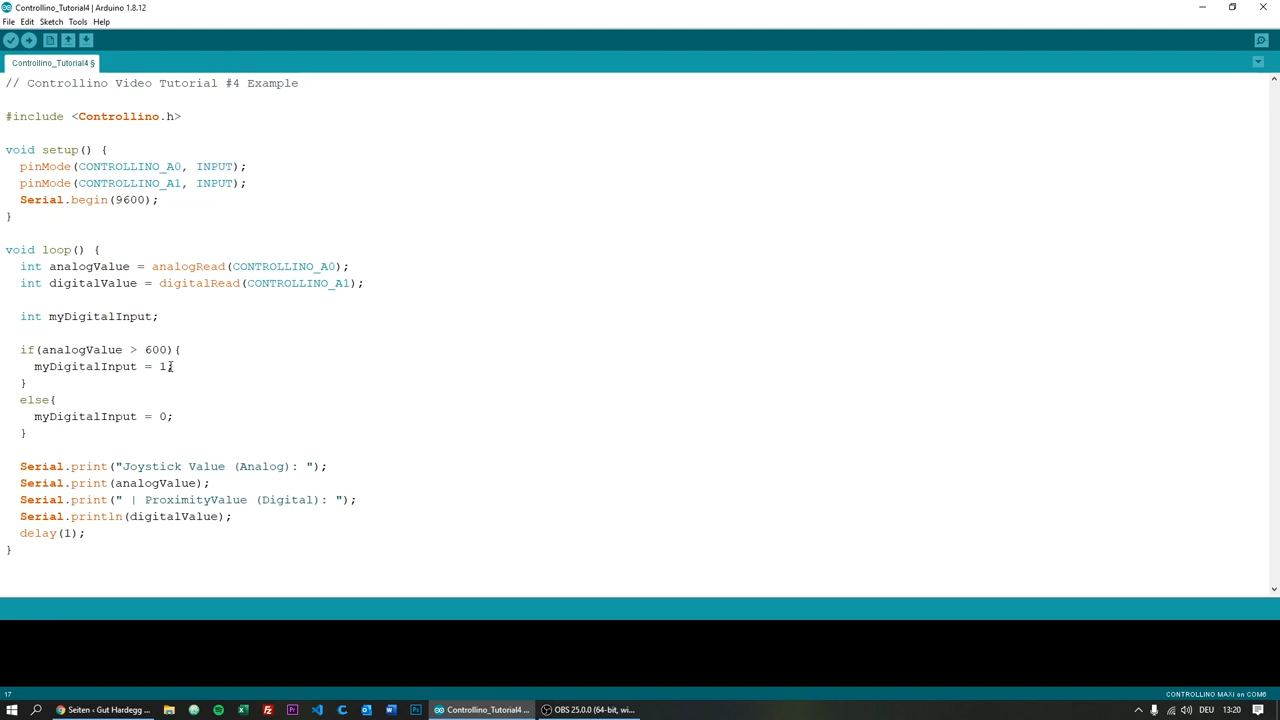 Controllino_Tutorial4 | Arduino 1.8.12
File Edit Sketch Tools Help
Controllino_Tutorial4 §
// Controllino Video Tutorial #4 Example
#include <Controllino.h>
void setup() {
pinMode(CONTROLLINO_A0, INPUT);
pinMode(CONTROLLINO_A1, INPUT);
Serial.begin(9600);
}
void loop() {
int analogValue = analogRead(CONTROLLINO_A0);
int digitalValue = digitalRead(CONTROLLINO_A1);
int myDigitalInput;
if(analogValue > 600){
myDigitalInput = 1;
}
else{
myDigitalInput = 0;
}
Serial.print("Joystick Value (Analog): ");
Serial.print(analogValue);
Serial.print(" | ProximityValue (Digital): ");
Serial.println(digitalValue);
delay(1);
}
17 CONTROLLINO MAXI on COM6
Seiten ‹ Gut Hardegg ... Controllino_Tutorial4 ... OBS 25.0.0 (64-bit, wi... DEU 13:20